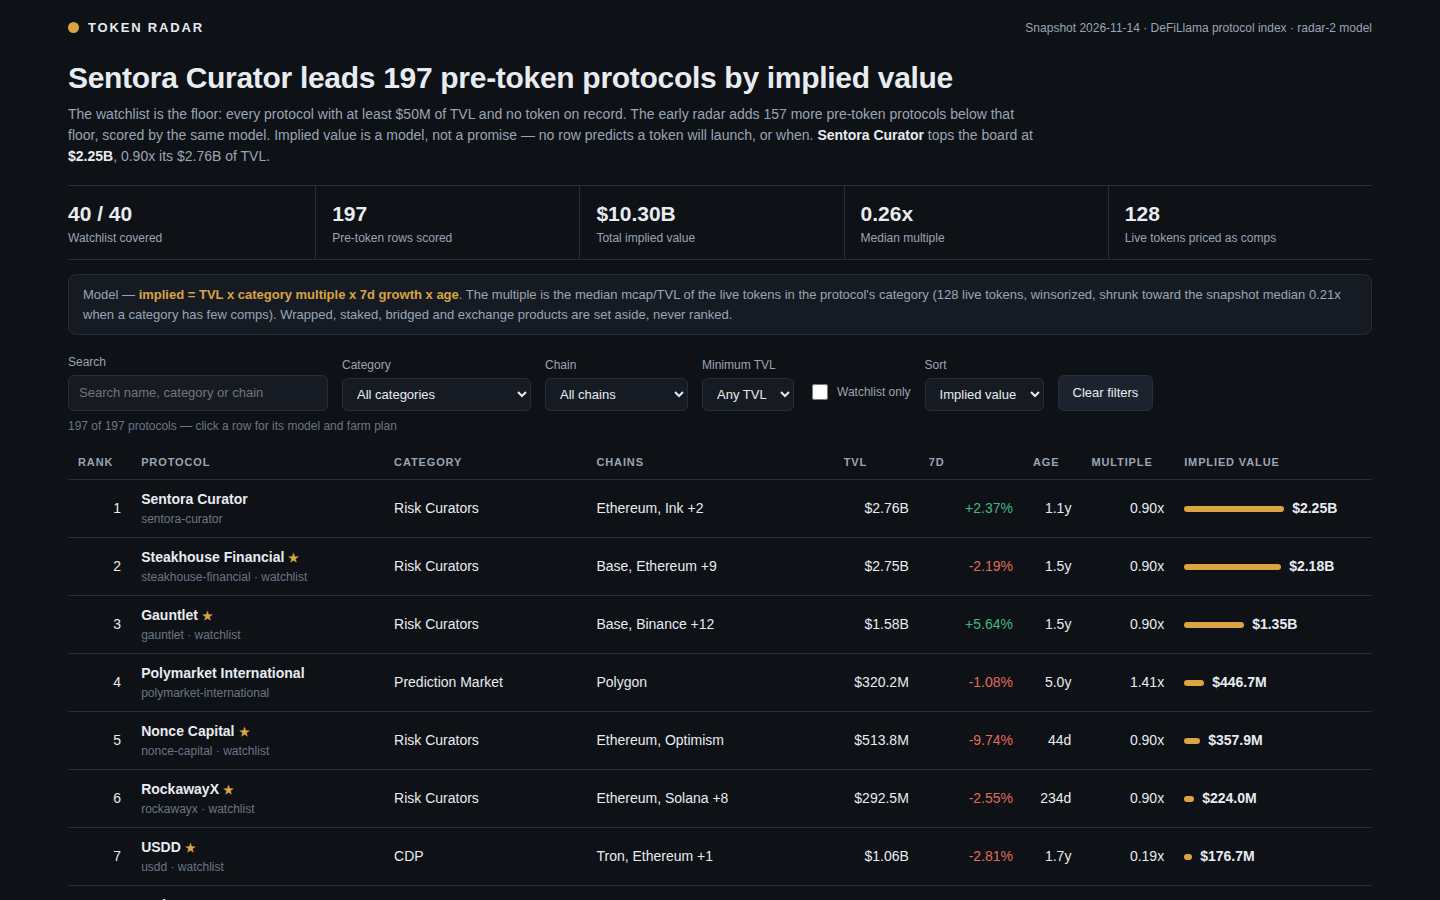 TOKEN RADAR
Snapshot 2026-11-14 · DeFiLlama protocol index · radar-2 model
Sentora Curator leads 197 pre-token protocols by implied value
The watchlist is the floor: every protocol with at least $50M of TVL and no token on record. The early radar adds 157 more pre-token protocols below that
floor, scored by the same model. Implied value is a model, not a promise — no row predicts a token will launch, or when. Sentora Curator tops the board at
$2.25B, 0.90x its $2.76B of TVL.
40 / 40
Watchlist covered
197
Pre-token rows scored
$10.30B
Total implied value
0.26x
Median multiple
128
Live tokens priced as comps
Model — implied = TVL x category multiple x 7d growth x age. The multiple is the median mcap/TVL of the live tokens in the protocol's category (128 live tokens, winsorized, shrunk toward the snapshot median 0.21x
when a category has few comps). Wrapped, staked, bridged and exchange products are set aside, never ranked.
Search
Search name, category or chain
Category
All categories
Chain
All chains
Minimum TVL
Any TVL
Watchlist only
Sort
Implied value
Clear filters
197 of 197 protocols — click a row for its model and farm plan
RANK PROTOCOL CATEGORY CHAINS TVL 7D AGE MULTIPLE IMPLIED VALUE
1 Sentora Curator Risk Curators Ethereum, Ink +2 $2.76B +2.37% 1.1y 0.90x $2.25B
sentora-curator
2 Steakhouse Financial ★ Risk Curators Base, Ethereum +9 $2.75B -2.19% 1.5y 0.90x $2.18B
steakhouse-financial · watchlist
3 Gauntlet ★ Risk Curators Base, Binance +12 $1.58B +5.64% 1.5y 0.90x $1.35B
gauntlet · watchlist
4 Polymarket International Prediction Market Polygon $320.2M -1.08% 5.0y 1.41x $446.7M
polymarket-international
5 Nonce Capital ★ Risk Curators Ethereum, Optimism $513.8M -9.74% 44d 0.90x $357.9M
nonce-capital · watchlist
6 RockawayX ★ Risk Curators Ethereum, Solana +8 $292.5M -2.55% 234d 0.90x $224.0M
rockawayx · watchlist
7 USDD ★ CDP Tron, Ethereum +1 $1.06B -2.81% 1.7y 0.19x $176.7M
usdd · watchlist